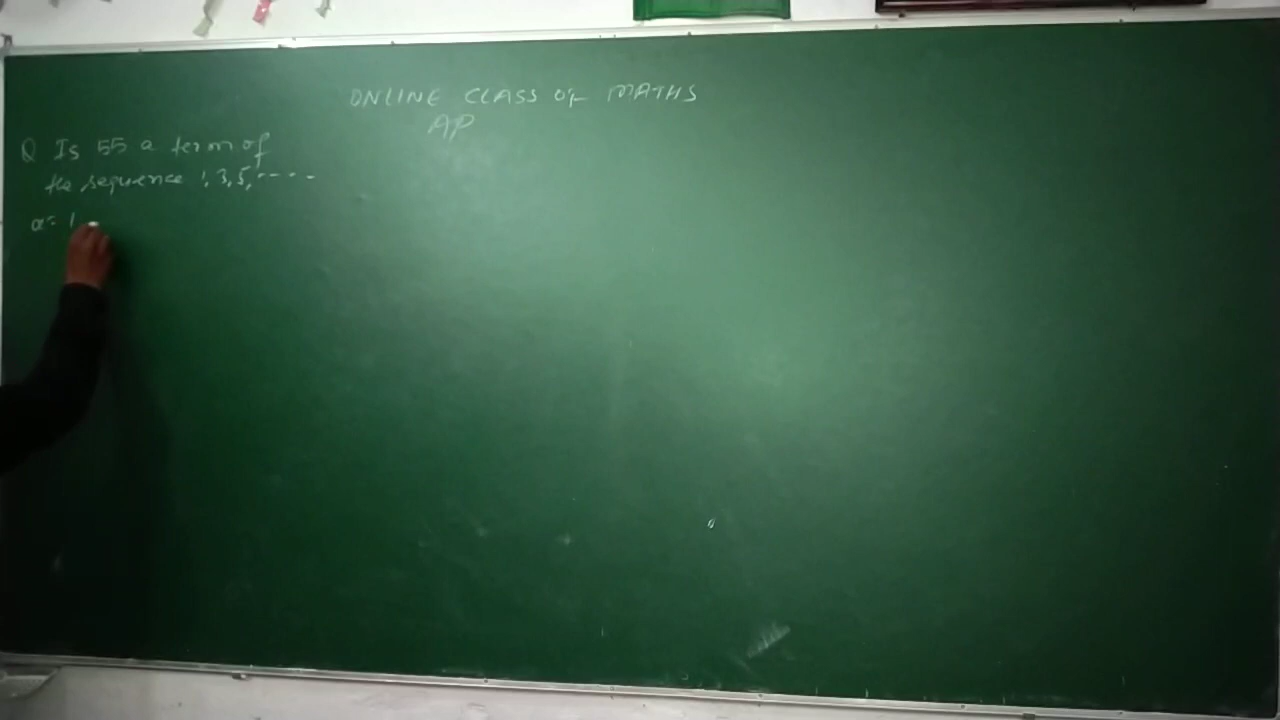 ONLINE CLASS OF MATHS
AP
Q Is 55 a term of
the sequence 1, 3, 5, ----
a = 1